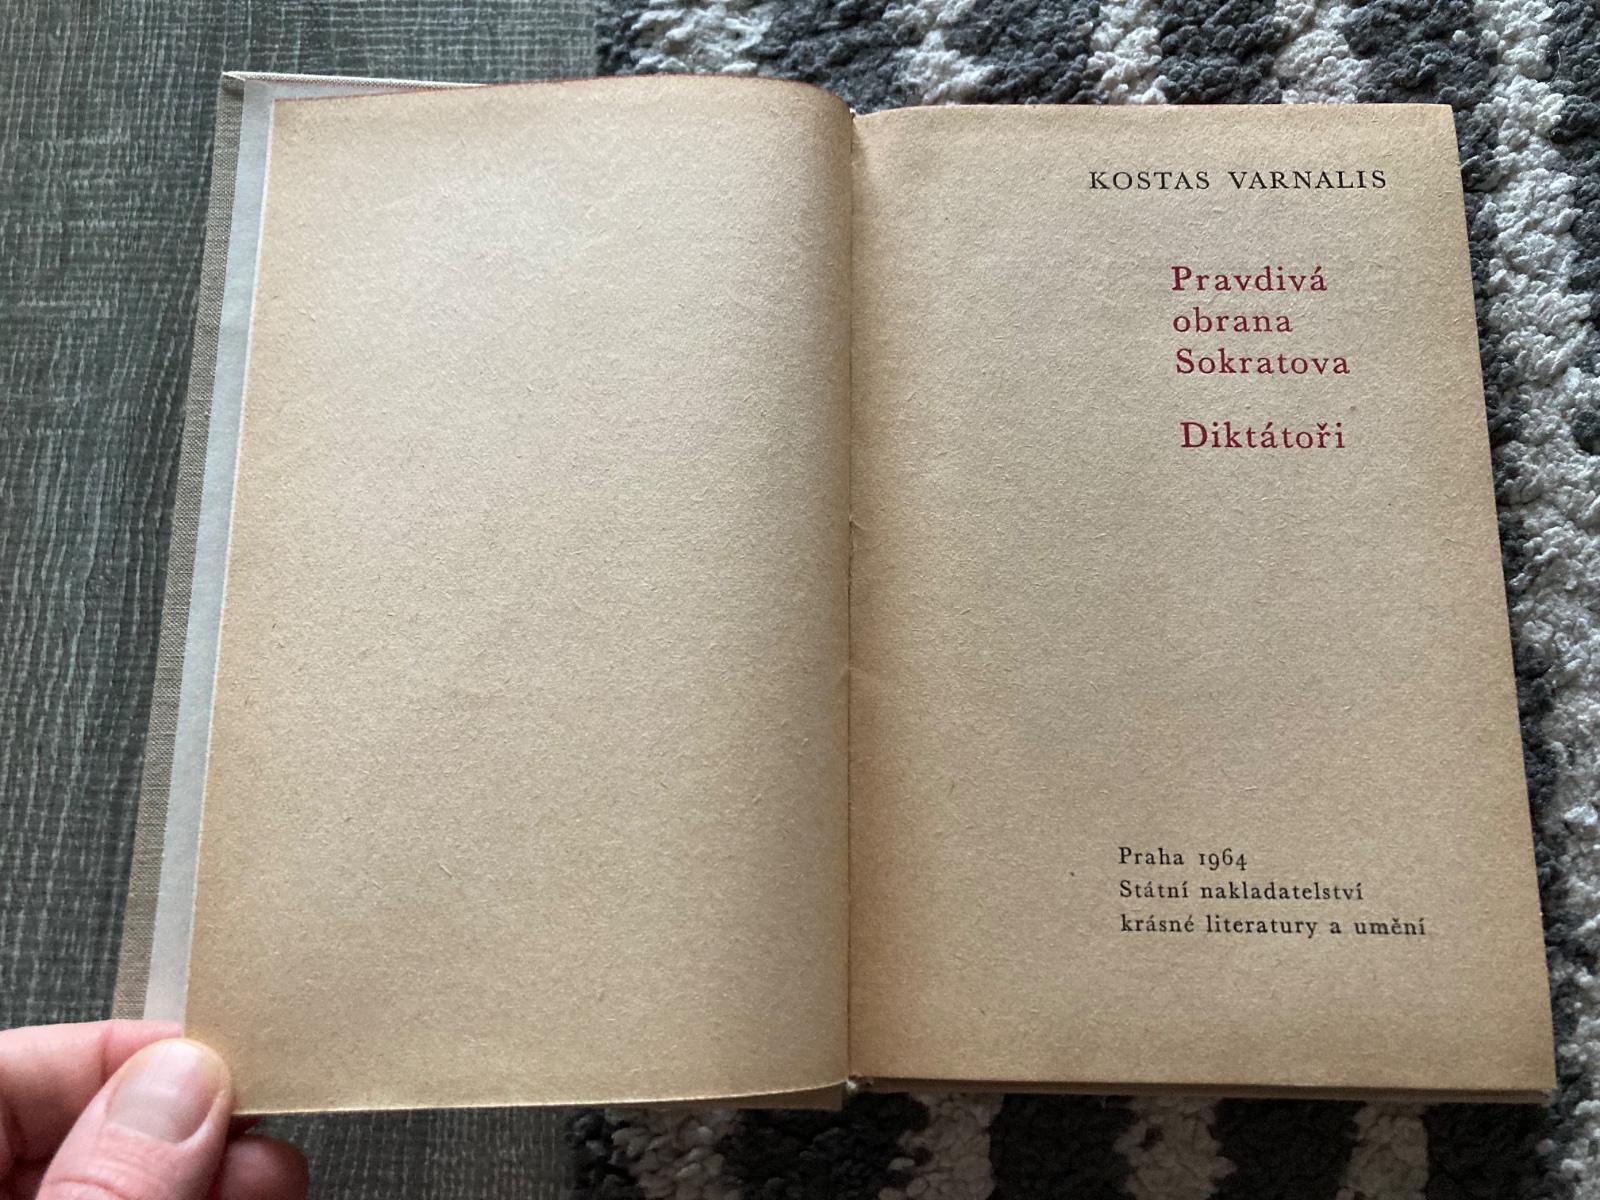 KOSTAS VARNALIS
Pravdivá
obrana
Sokratova
Diktátoři
Praha 1964
Státní nakladatelství
krásné literatury a umění